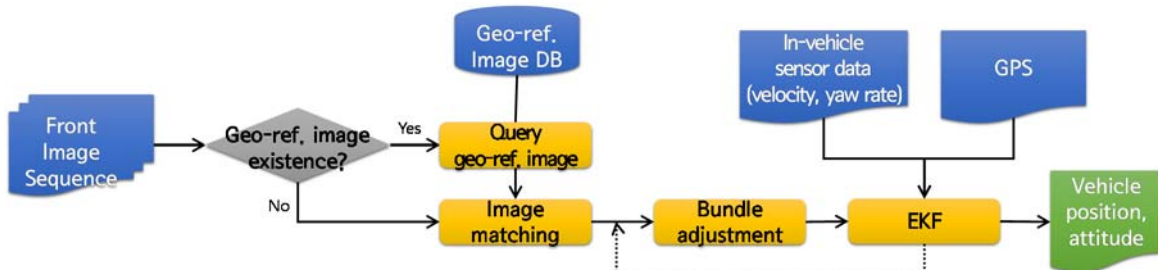 Geo-ref.
Image DB
In-vehicle
sensor data
(velocity, yaw rate)
GPS
Front
Image
Sequence
Geo-ref. image
existence?
Yes
Query
geo-ref. image
No
Image
matching
Bundle
adjustment
EKF
Vehicle
position,
attitude